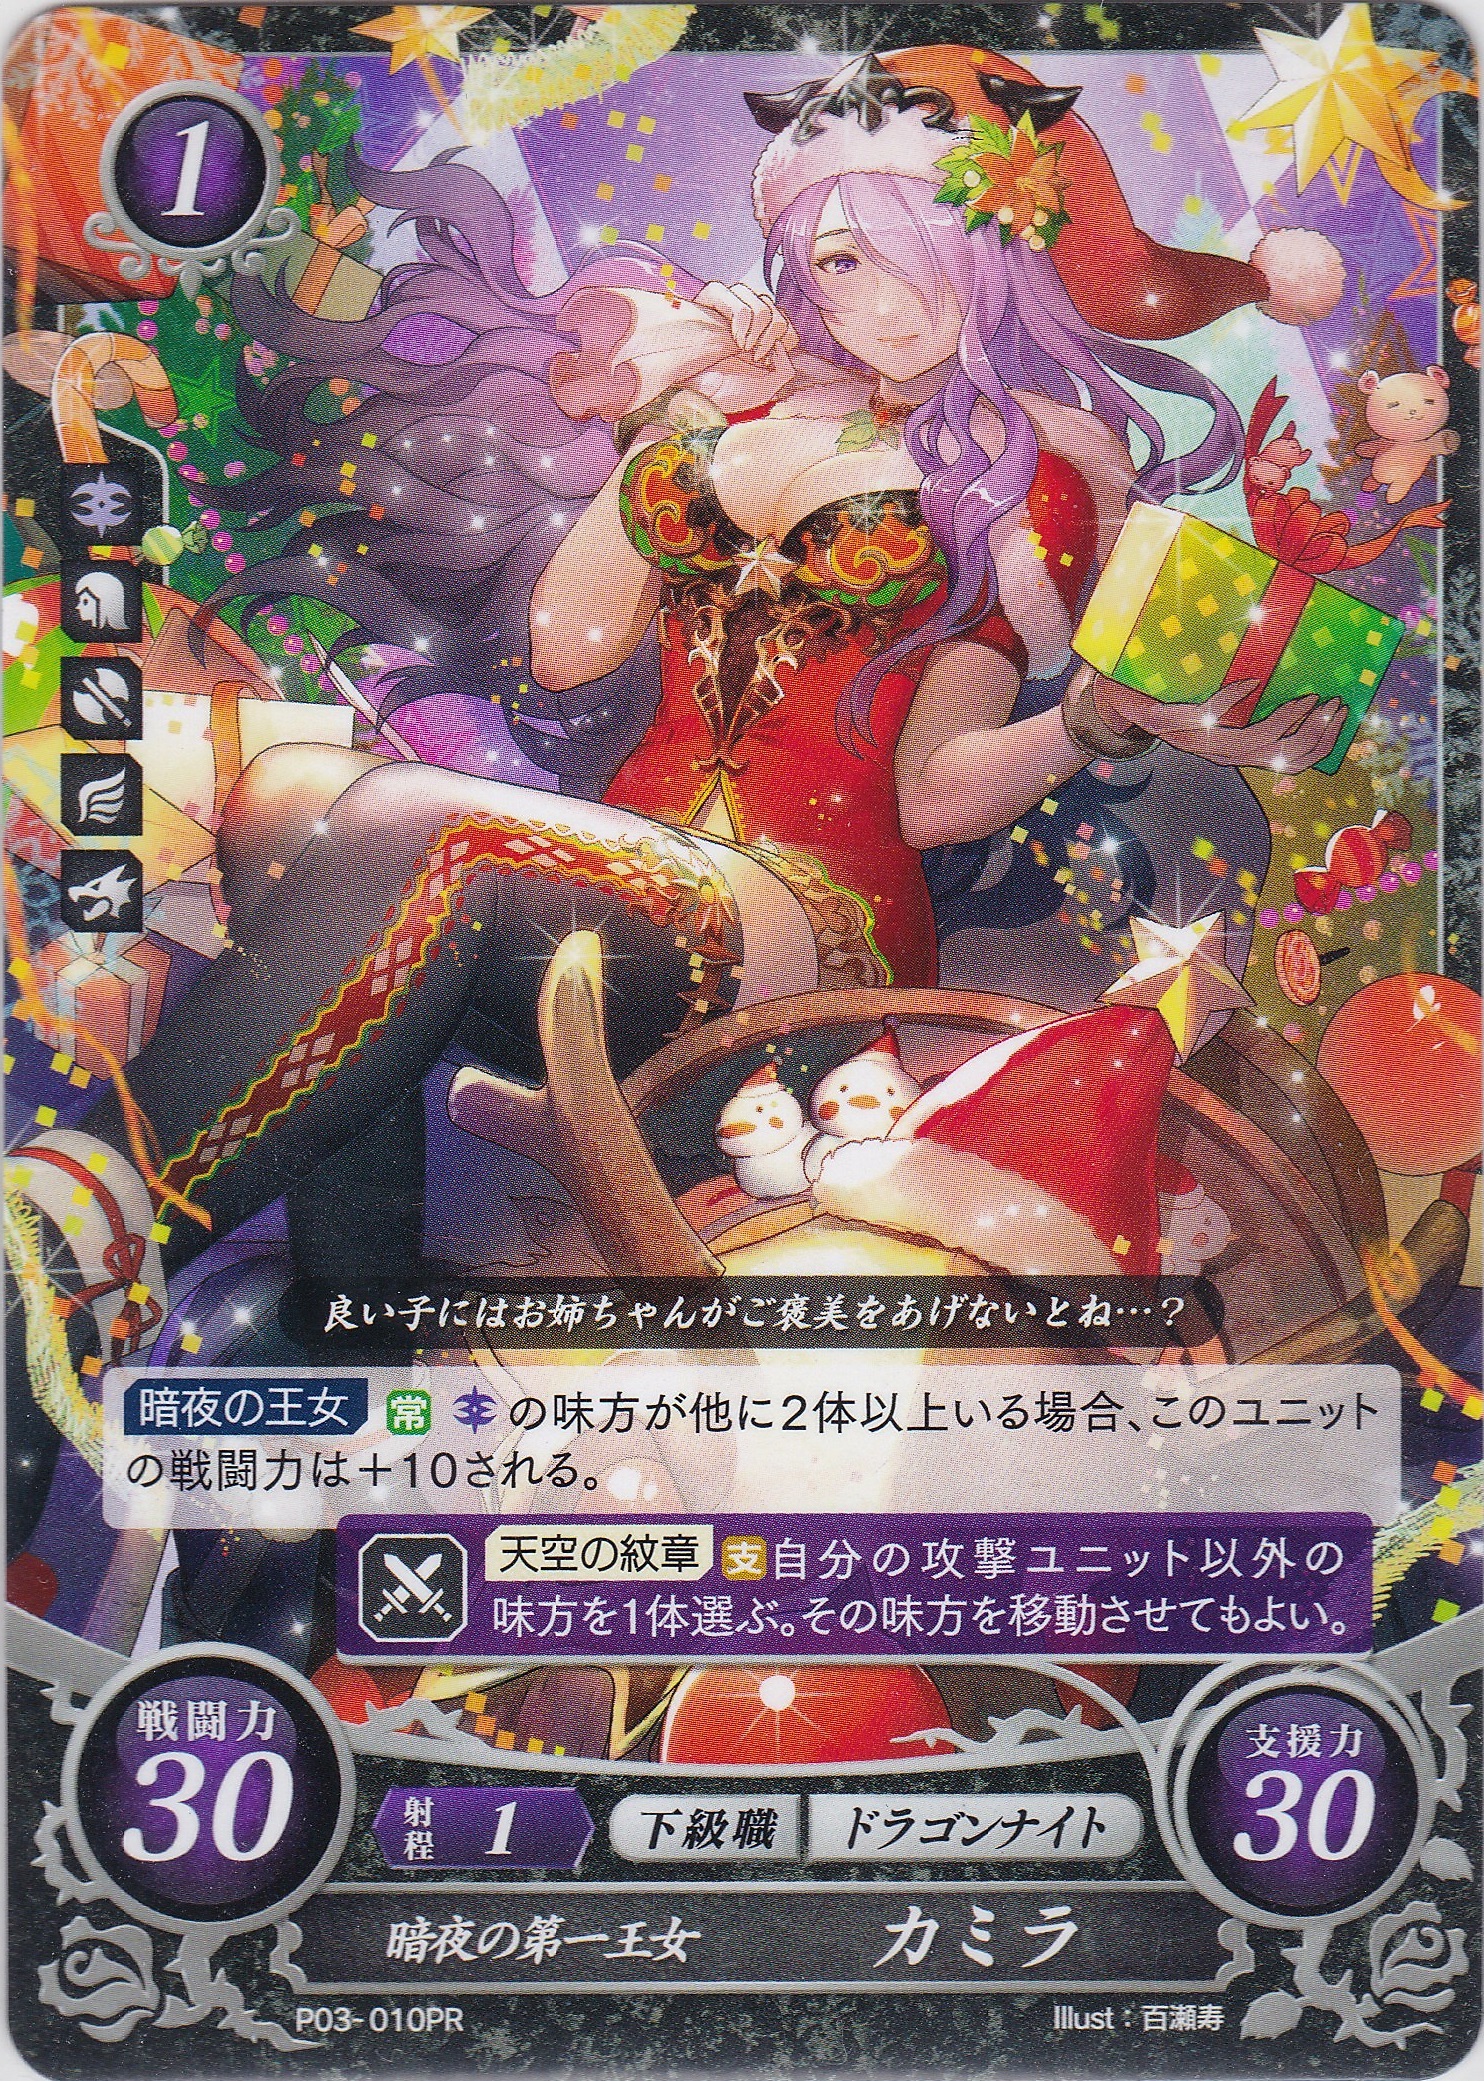 1
良い子にはお姉ちゃんがご褒美をあげないとね…?
暗夜の王女 常 の味方が他に2体以上いる場合、このユニット
の戦闘力は+10される。
天空の紋章 支 自分の攻撃ユニット以外の
味方を1体選ぶ。その味方を移動させてもよい。
戦闘力
30
射程 1
下級職 ドラゴンナイト
支援力
30
暗夜の第一王女 カミラ
P03-010PR
Illust:百瀬寿